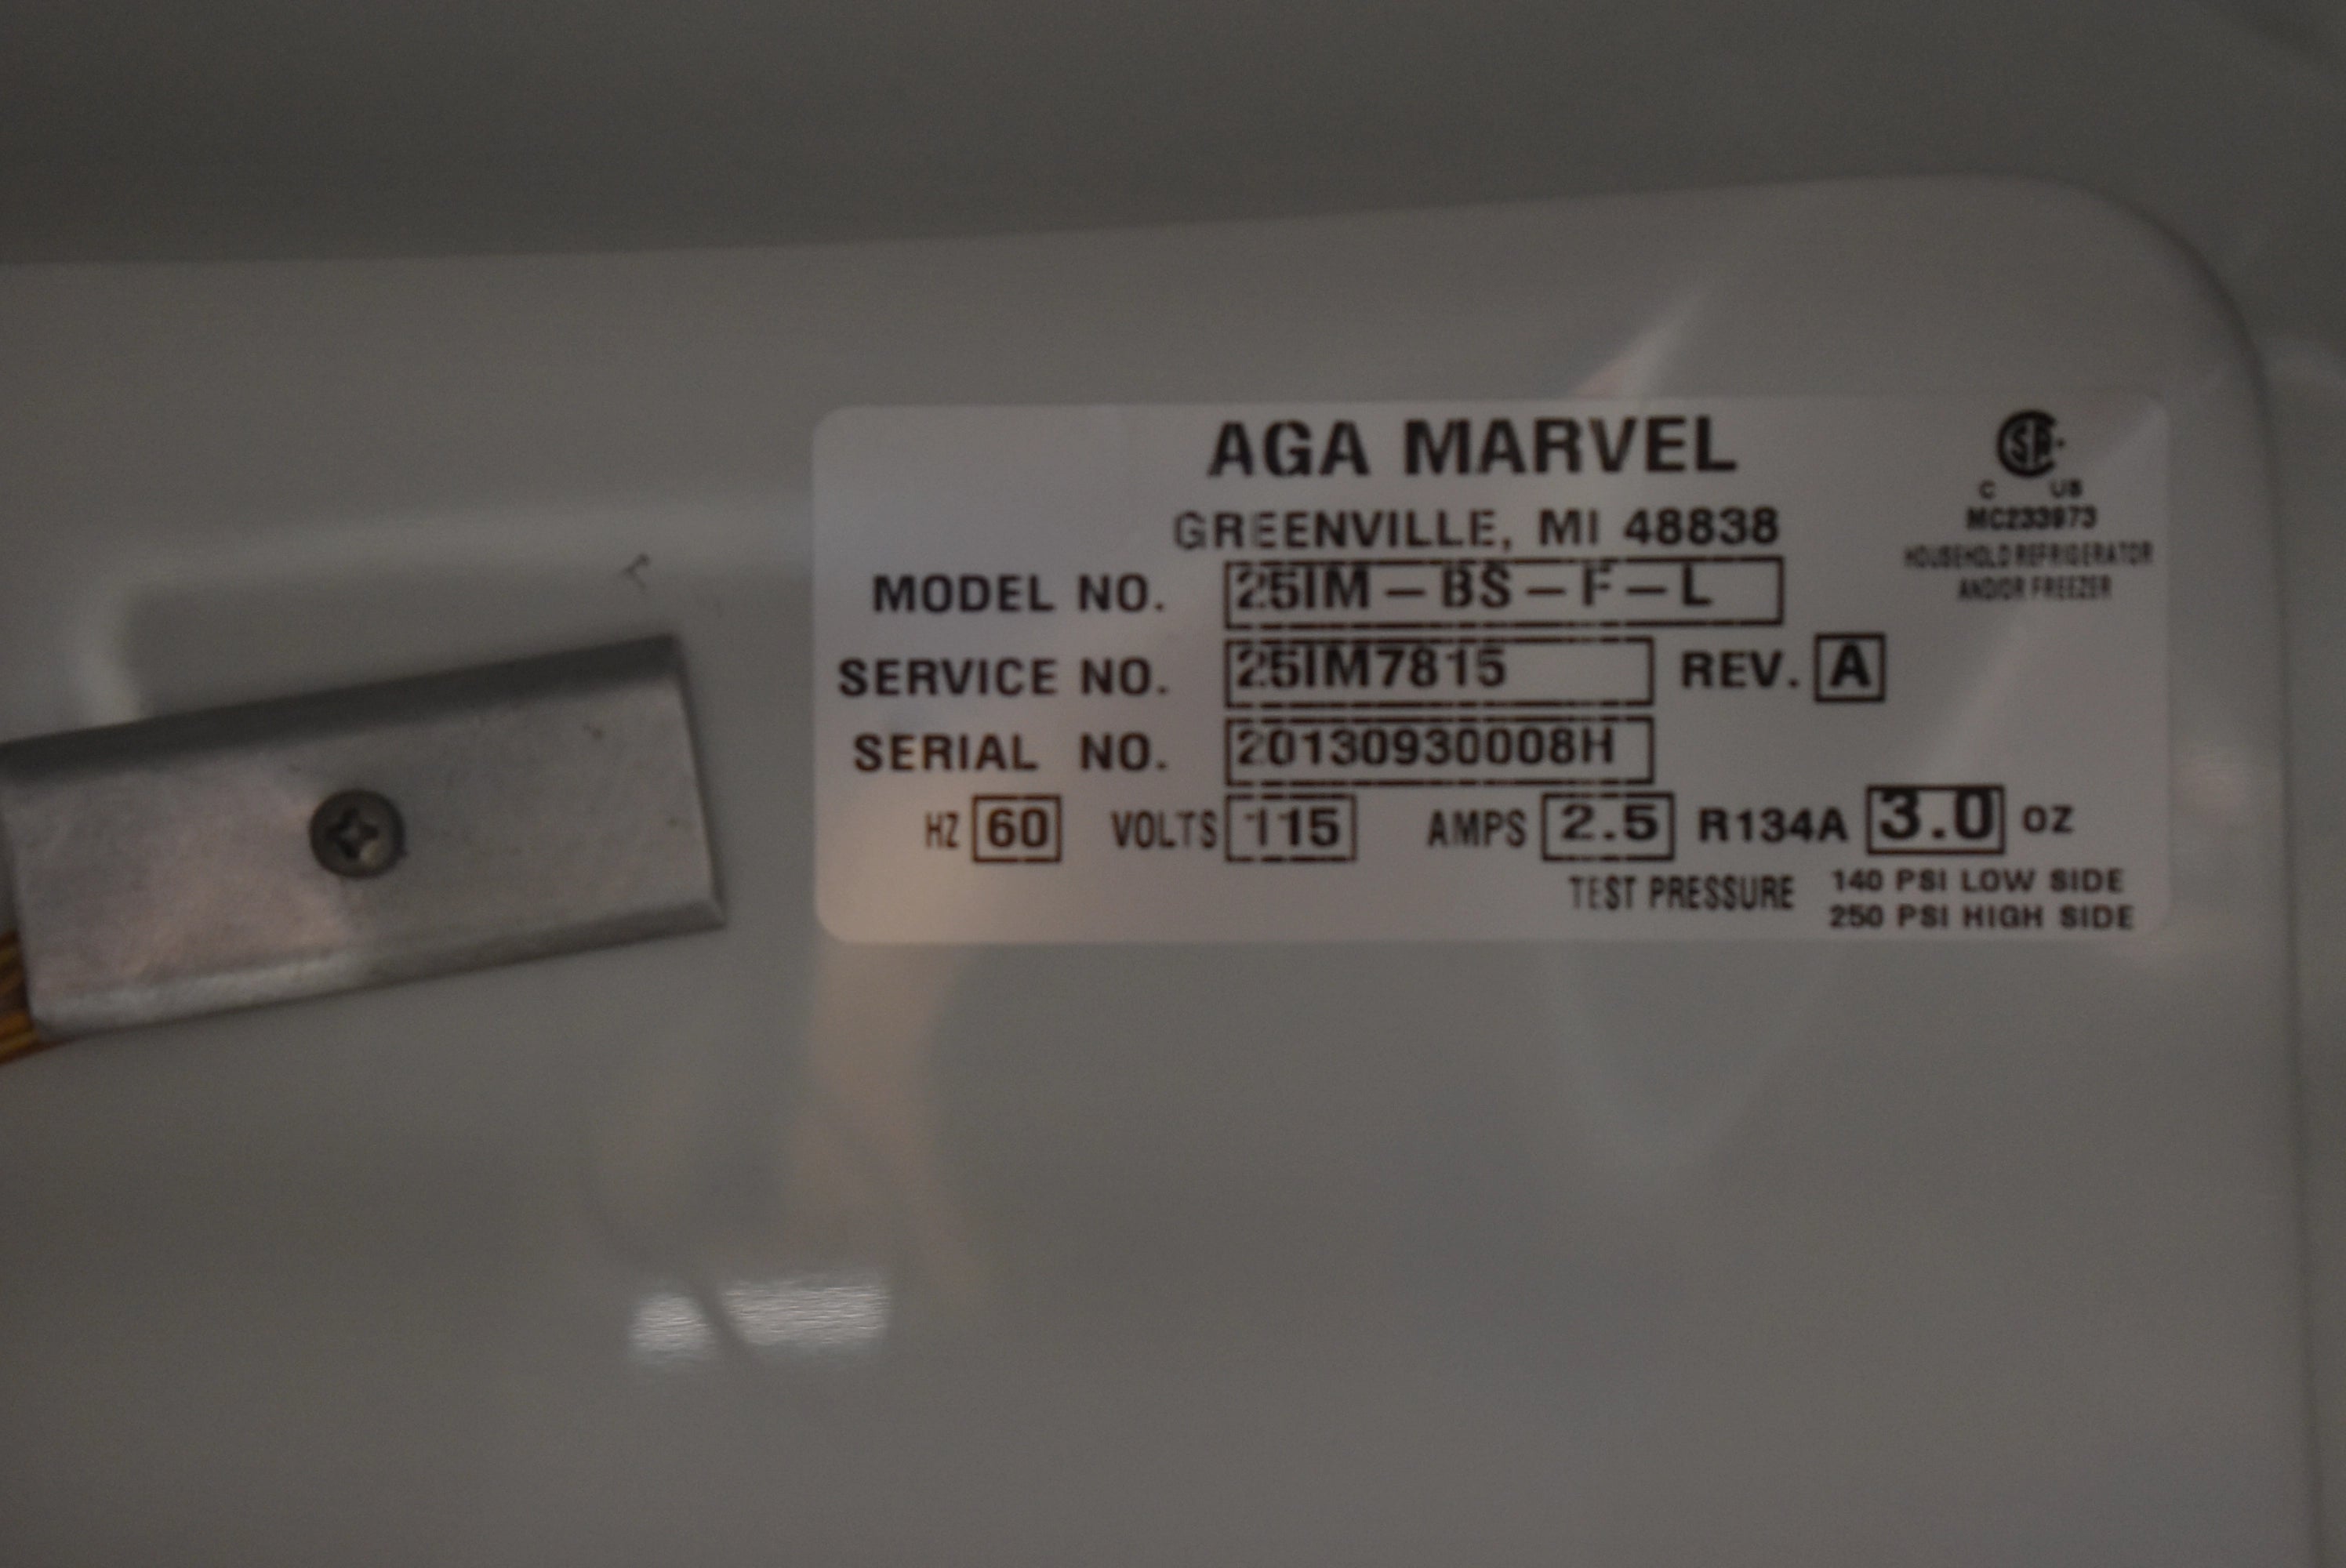 AGA MARVEL
GREENVILLE, MI 48838
SA
C US
MC233973
HOUSEHOLD REFRIGERATOR
AND/OR FREEZER
MODEL NO. 25IM-BS-F-L
SERVICE NO. 25IM7815 REV. A
SERIAL NO. 20130930008H
HZ 60 VOLTS 115 AMPS 2.5 R134A 3.0 OZ
TEST PRESSURE 140 PSI LOW SIDE
250 PSI HIGH SIDE